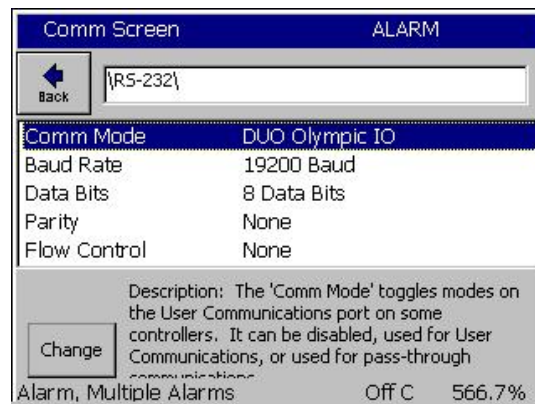 Comm Screen ALARM
Back
\RS-232\
Comm Mode DUO Olympic IO
Baud Rate 19200 Baud
Data Bits 8 Data Bits
Parity None
Flow Control None
Description: The 'Comm Mode' toggles modes on
the User Communications port on some
controllers. It can be disabled, used for User
Communications, or used for pass-through
Change
Alarm, Multiple Alarms Off C 566.7%